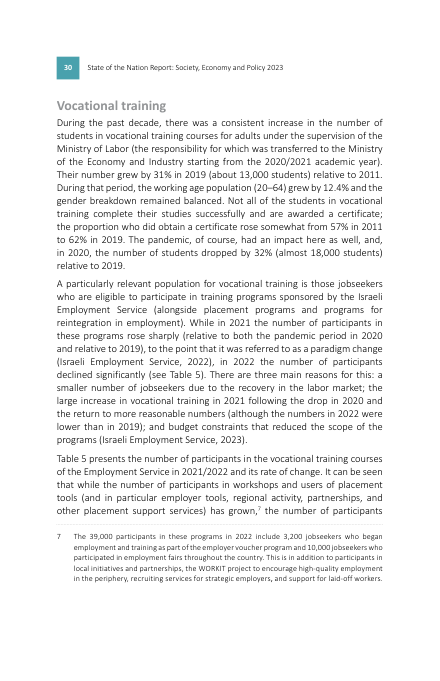 30 State of the Nation Report: Society, Economy and Policy 2023
Vocational training
During the past decade, there was a consistent increase in the number of
students in vocational training courses for adults under the supervision of the
Ministry of Labor (the responsibility for which was transferred to the Ministry
of the Economy and Industry starting from the 2020/2021 academic year).
Their number grew by 31% in 2019 (about 13,000 students) relative to 2011.
During that period, the working age population (20–64) grew by 12.4% and the
gender breakdown remained balanced. Not all of the students in vocational
training complete their studies successfully and are awarded a certificate;
the proportion who did obtain a certificate rose somewhat from 57% in 2011
to 62% in 2019. The pandemic, of course, had an impact here as well, and,
in 2020, the number of students dropped by 32% (almost 18,000 students)
relative to 2019.
A particularly relevant population for vocational training is those jobseekers
who are eligible to participate in training programs sponsored by the Israeli
Employment Service (alongside placement programs and programs for
reintegration in employment). While in 2021 the number of participants in
these programs rose sharply (relative to both the pandemic period in 2020
and relative to 2019), to the point that it was referred to as a paradigm change
(Israeli Employment Service, 2022), in 2022 the number of participants
declined significantly (see Table 5). There are three main reasons for this: a
smaller number of jobseekers due to the recovery in the labor market; the
large increase in vocational training in 2021 following the drop in 2020 and
the return to more reasonable numbers (although the numbers in 2022 were
lower than in 2019); and budget constraints that reduced the scope of the
programs (Israeli Employment Service, 2023).
Table 5 presents the number of participants in the vocational training courses
of the Employment Service in 2021/2022 and its rate of change. It can be seen
that while the number of participants in workshops and users of placement
tools (and in particular employer tools, regional activity, partnerships, and
other placement support services) has grown,7 the number of participants
7 The 39,000 participants in these programs in 2022 include 3,200 jobseekers who began
employment and training as part of the employer voucher program and 10,000 jobseekers who
participated in employment fairs throughout the country. This is in addition to participants in
local initiatives and partnerships, the WORKIT project to encourage high-quality employment
in the periphery, recruiting services for strategic employers, and support for laid-off workers.